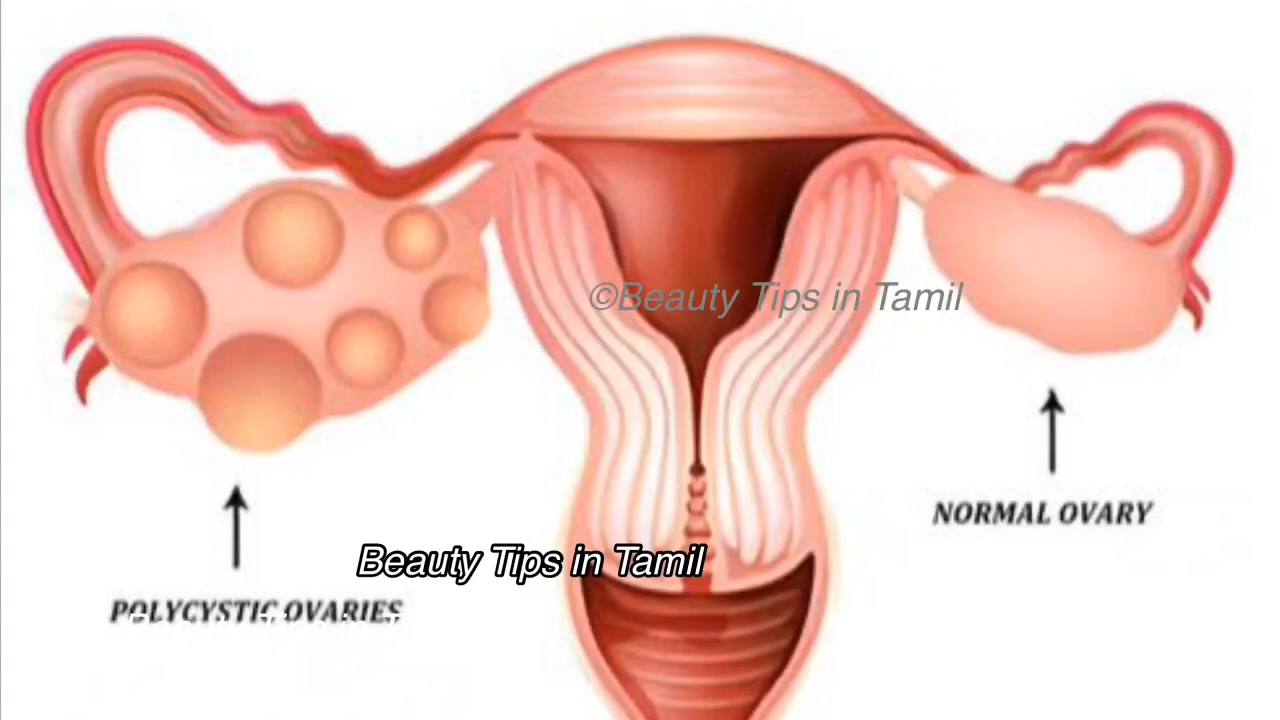 ©Beauty Tips in Tamil
NORMAL OVARY
Beauty Tips in Tamil
POLYCYSTIC OVARIES